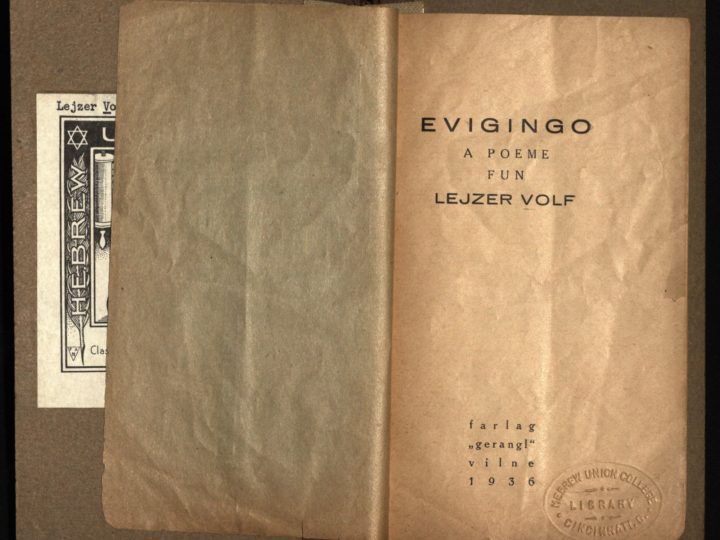 Lejzer Vo
HEBREW
Clas
EVIGINGO
A POEME
FUN
LEJZER VOLF
farlag
„gerangl“
vilne
1936
HEBREW UNION COLLEGE
LIBRARY
CINCINNATI, O.